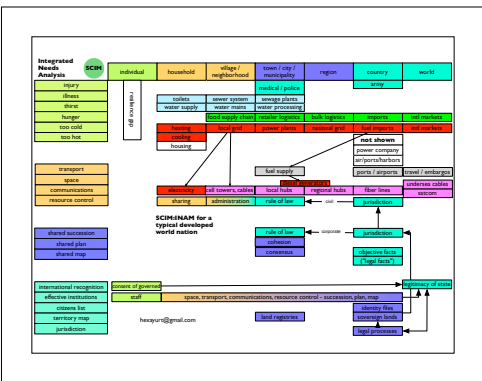 Integrated
Needs
Analysis
SCIM
individual
household
village /
neighborhood
town / city /
municipality
region
country
world
injury
illness
thirst
hunger
too cold
too hot
resilience gap
medical / police
army
toilets
sewer system
sewage plants
water supply
water mains
water processing
food supply chain
retailer logistics
bulk logistics
imports
intl markets
heating
local grid
power plants
national grid
fuel imports
intl markets
cooling
housing
not shown
power company
air/ports/harbors
transport
space
communications
resource control
fuel supply
ports / airports
travel / embargos
diesel generators
electricity
cell towers, cables
local hubs
regional hubs
fiber lines
undersea cables
satcom
sharing
administration
rule of law
civil
jurisdiction
SCIM:INAM for a
typical developed
world nation
shared succession
shared plan
shared map
rule of law
corporate
jurisdiction
cohesion
consensus
objective facts
("legal facts")
international recognition
consent of governed
legitimacy of state
effective institutions
staff
space, transport, communications, resource control - succession, plan, map
citizens list
identity files
territory map
hexayurt@gmail.com
land registries
sovereign lands
jurisdiction
legal processes